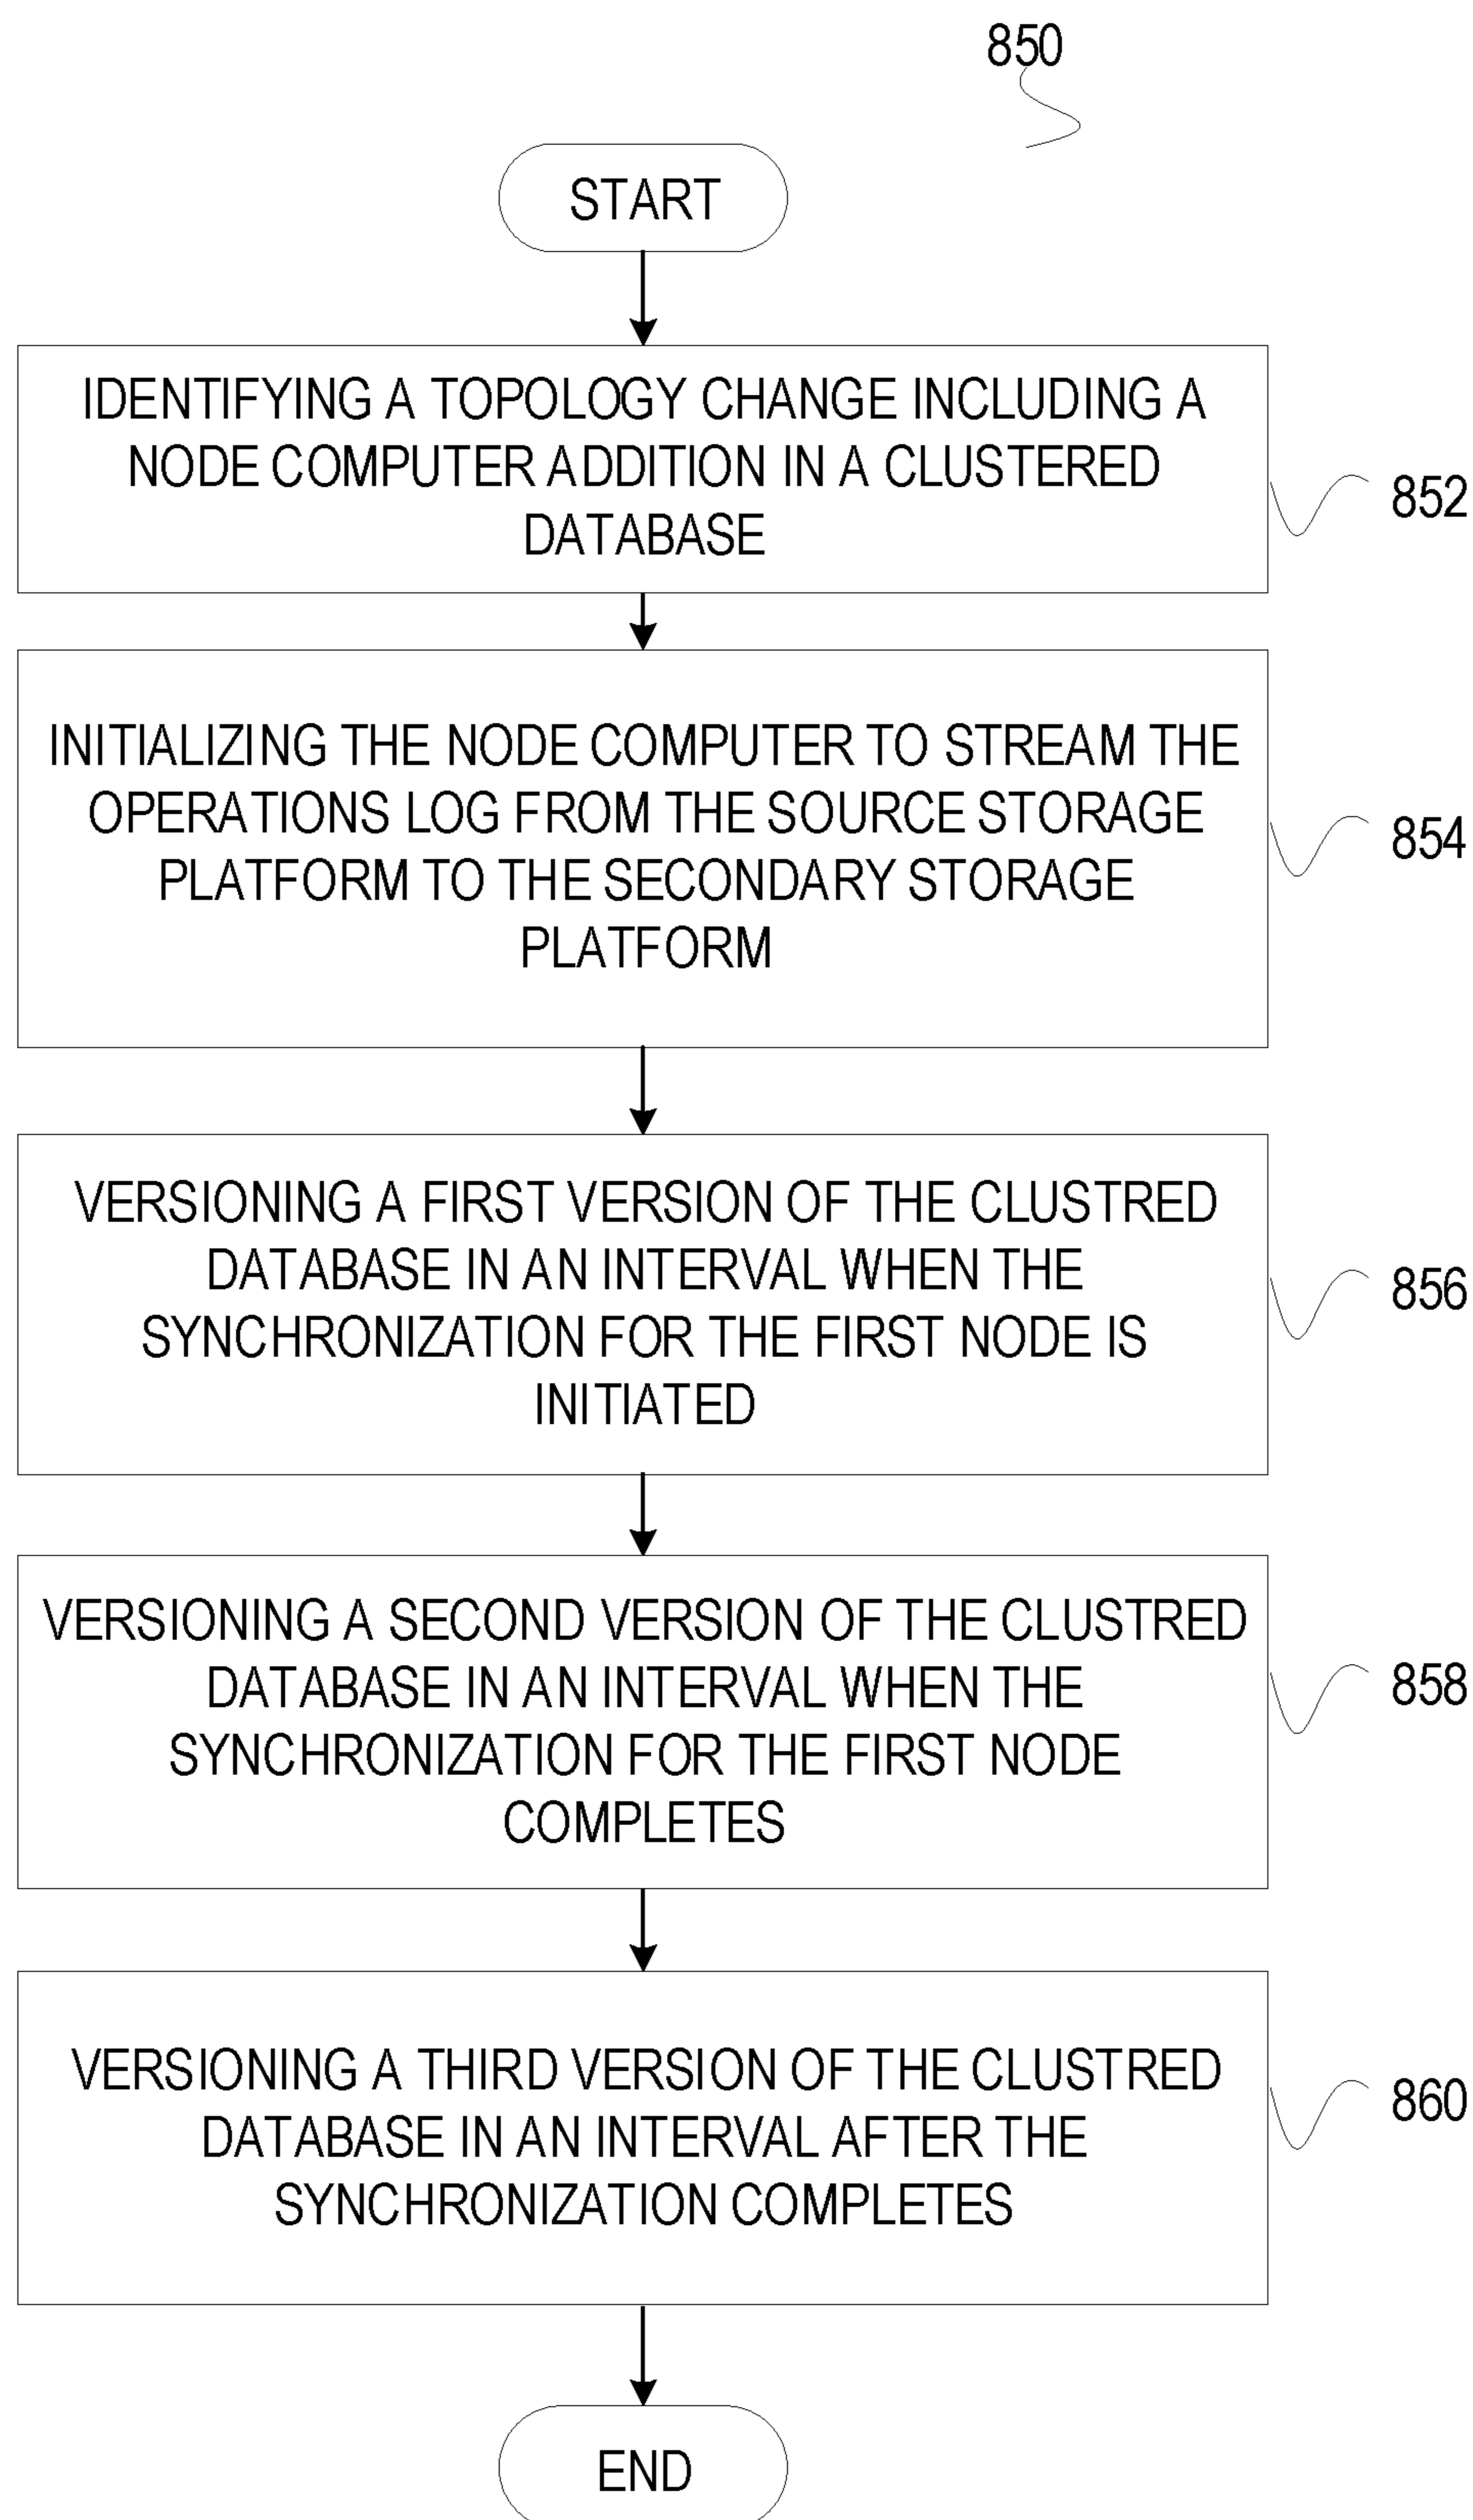 850
START
IDENTIFYING A TOPOLOGY CHANGE INCLUDING A
NODE COMPUTER ADDITION IN A CLUSTERED
DATABASE
852
INITIALIZING THE NODE COMPUTER TO STREAM THE
OPERATIONS LOG FROM THE SOURCE STORAGE
PLATFORM TO THE SECONDARY STORAGE
PLATFORM
854
VERSIONING A FIRST VERSION OF THE CLUSTRED
DATABASE IN AN INTERVAL WHEN THE
SYNCHRONIZATION FOR THE FIRST NODE IS
INITIATED
856
VERSIONING A SECOND VERSION OF THE CLUSTRED
DATABASE IN AN INTERVAL WHEN THE
SYNCHRONIZATION FOR THE FIRST NODE
COMPLETES
858
VERSIONING A THIRD VERSION OF THE CLUSTRED
DATABASE IN AN INTERVAL AFTER THE
SYNCHRONIZATION COMPLETES
860
END